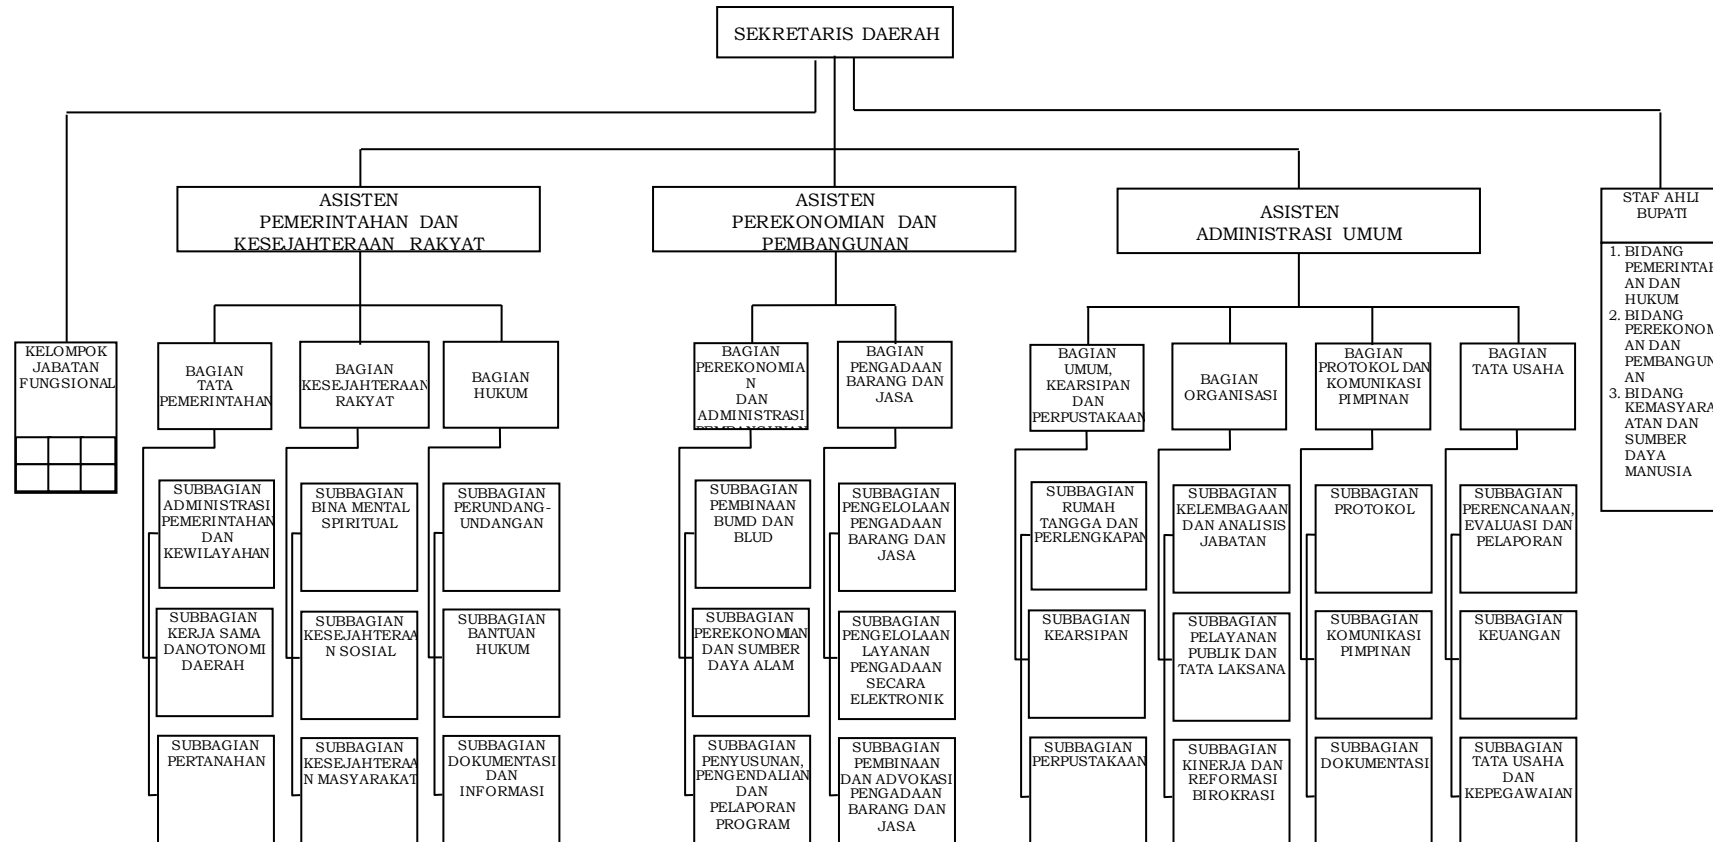 SEKRETARIS DAERAH
ASISTEN
PEMERINTAHAN DAN
KESEJAHTERAAN RAKYAT
ASISTEN
PEREKONOMIAN DAN
PEMBANGUNAN
ASISTEN
ADMINISTRASI UMUM
STAF AHLI
BUPATI
1. BIDANG
PEMERINTAH
AN DAN
HUKUM
2. BIDANG
PEREKONOM
AN DAN
PEMBANGUN
AN
3. BIDANG
KEMASYARA
ATAN DAN
SUMBER
DAYA
MANUSIA
KELOMPOK
JABATAN
FUNGSIONAL
BAGIAN
TATA
PEMERINTAHAN
BAGIAN
KESEJAHTERAAN
RAKYAT
BAGIAN
HUKUM
BAGIAN
PEREKONOMIA
N
DAN
ADMINISTRASI
PEMBANGUNAN
BAGIAN
PENGADAAN
BARANG DAN
JASA
BAGIAN
UMUM,
KEARSIPAN
DAN
PERPUSTAKAAN
BAGIAN
ORGANISASI
BAGIAN
PROTOKOL DAN
KOMUNIKASI
PIMPINAN
BAGIAN
TATA USAHA
SUBBAGIAN
ADMINISTRASI
PEMERINTAHAN
DAN
KEWILAYAHAN
SUBBAGIAN
BINA MENTAL
SPIRITUAL
SUBBAGIAN
PERUNDANG-
UNDANGAN
SUBBAGIAN
PEMBINAAN
BUMD DAN
BLUD
SUBBAGIAN
PENGELOLAAN
PENGADAAN
BARANG DAN
JASA
SUBBAGIAN
RUMAH
TANGGA DAN
PERLENGKAPAN
SUBBAGIAN
KELEMBAGAAN
DAN ANALISIS
JABATAN
SUBBAGIAN
PROTOKOL
SUBBAGIAN
PERENCANAAN,
EVALUASI DAN
PELAPORAN
SUBBAGIAN
KERJA SAMA
DANOTONOMI
DAERAH
SUBBAGIAN
KESEJAHTERAA
N SOSIAL
SUBBAGIAN
BANTUAN
HUKUM
SUBBAGIAN
PEREKONOMIAN
DAN SUMBER
DAYA ALAM
SUBBAGIAN
PENGELOLAAN
LAYANAN
PENGADAAN
SECARA
ELEKTRONIK
SUBBAGIAN
KEARSIPAN
SUBBAGIAN
PELAYANAN
PUBLIK DAN
TATA LAKSANA
SUBBAGIAN
KOMUNIKASI
PIMPINAN
SUBBAGIAN
KEUANGAN
SUBBAGIAN
PERTANAHAN
SUBBAGIAN
KESEJAHTERAA
N MASYARAKAT
SUBBAGIAN
DOKUMENTASI
DAN
INFORMASI
SUBBAGIAN
PENYUSUNAN,
PENGENDALIAN
DAN
PELAPORAN
PROGRAM
SUBBAGIAN
PEMBINAAN
DAN ADVOKASI
PENGADAAN
BARANG DAN
JASA
SUBBAGIAN
PERPUSTAKAAN
SUBBAGIAN
KINERJA DAN
REFORMASI
BIROKRASI
SUBBAGIAN
DOKUMENTASI
SUBBAGIAN
TATA USAHA
DAN
KEPEGAWAIAN